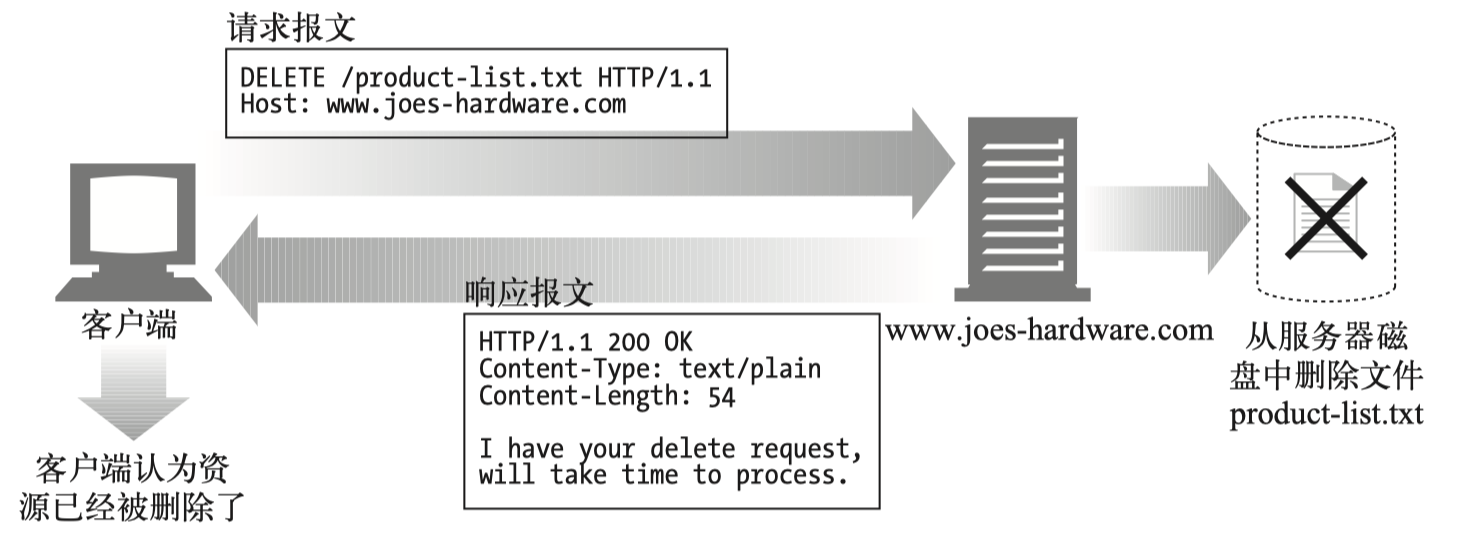 请求报文
DELETE /product-list.txt HTTP/1.1
Host: www.joes-hardware.com
客户端
客户端认为资
源已经被删除了
响应报文
HTTP/1.1 200 OK
Content-Type: text/plain
Content-Length: 54
I have your delete request,
will take time to process.
www.joes-hardware.com
从服务器磁
盘中删除文件
product-list.txt